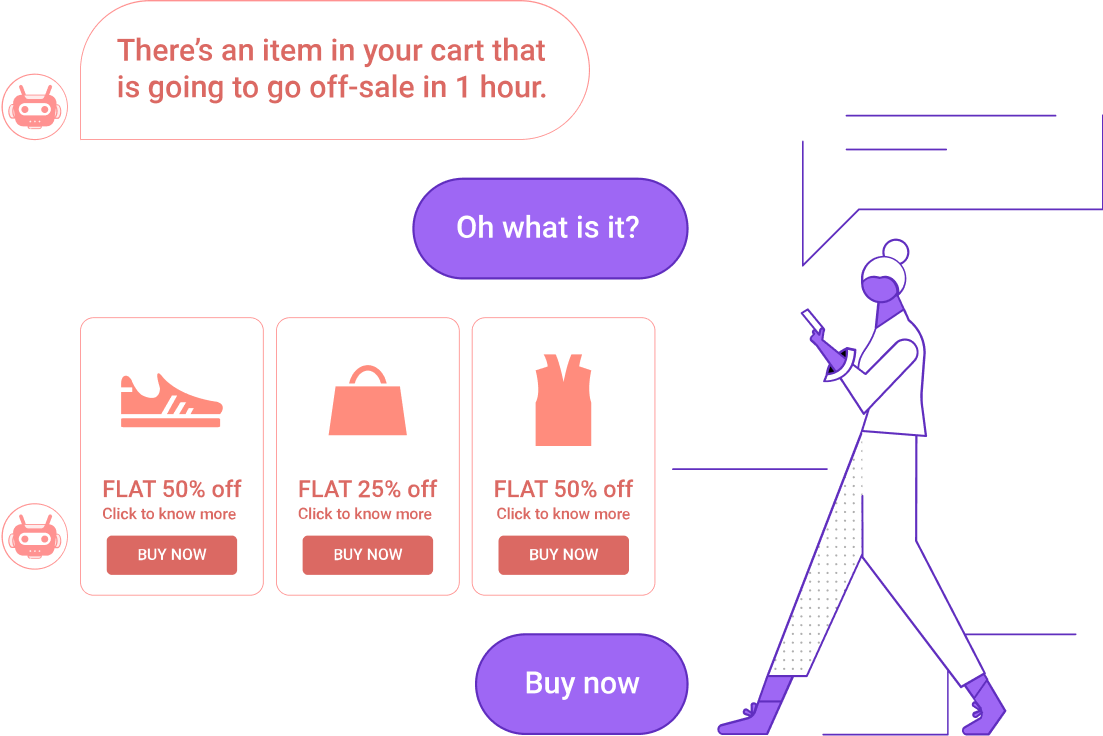 There’s an item in your cart that
is going to go off-sale in 1 hour.
Oh what is it?
FLAT 50% off
Click to know more
BUY NOW
FLAT 25% off
Click to know more
BUY NOW
FLAT 50% off
Click to know more
BUY NOW
Buy now